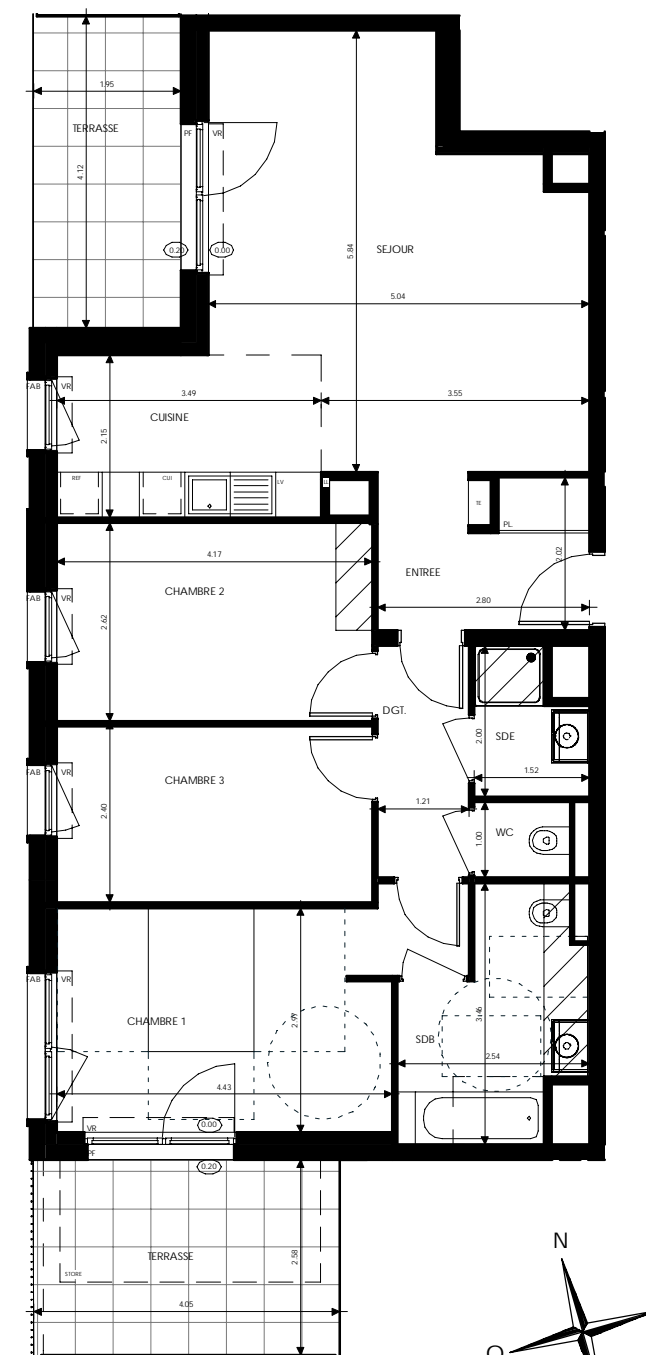 1.95
TERRASSE
PF
VR
4.12
0.20
0.00
5.84
SEJOUR
5.04
FAB
VR
3.49
3.55
CUISINE
2.15
REF
CUI
LV
TE
PL
4.17
CHAMBRE 2
ENTREE
2.02
2.80
FAB
VR
2.62
DGT.
SDE
2.00
1.52
FAB
VR
CHAMBRE 3
2.40
1.21
WC
1.00
FAB
VR
CHAMBRE 1
2.97
4.43
SDB
3.46
2.54
VR
0.00
PF
0.20
TERRASSE
2.58
STORE
4.05
N
O